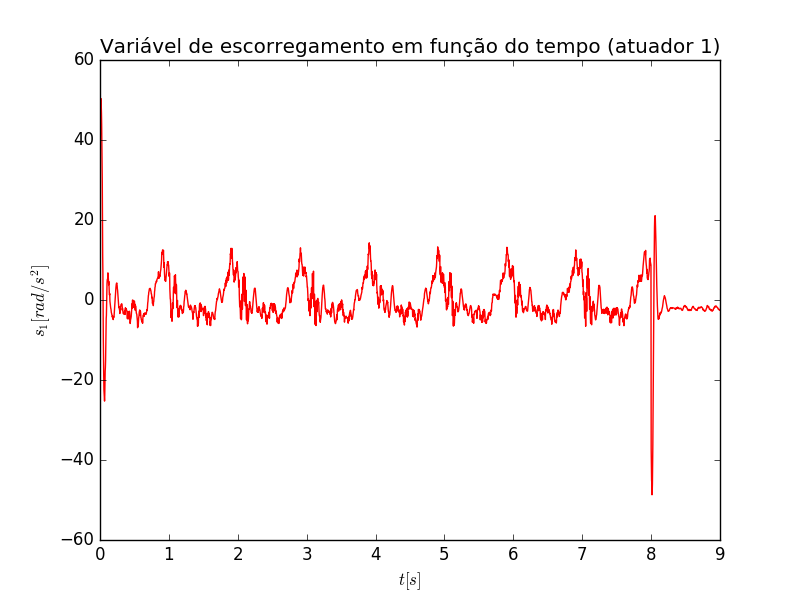 Variável de escorregamento em função do tempo (atuador 1)
60
40
20
0
−20
−40
−60
s₁[rad/s²]
0 1 2 3 4 5 6 7 8 9
t[s]